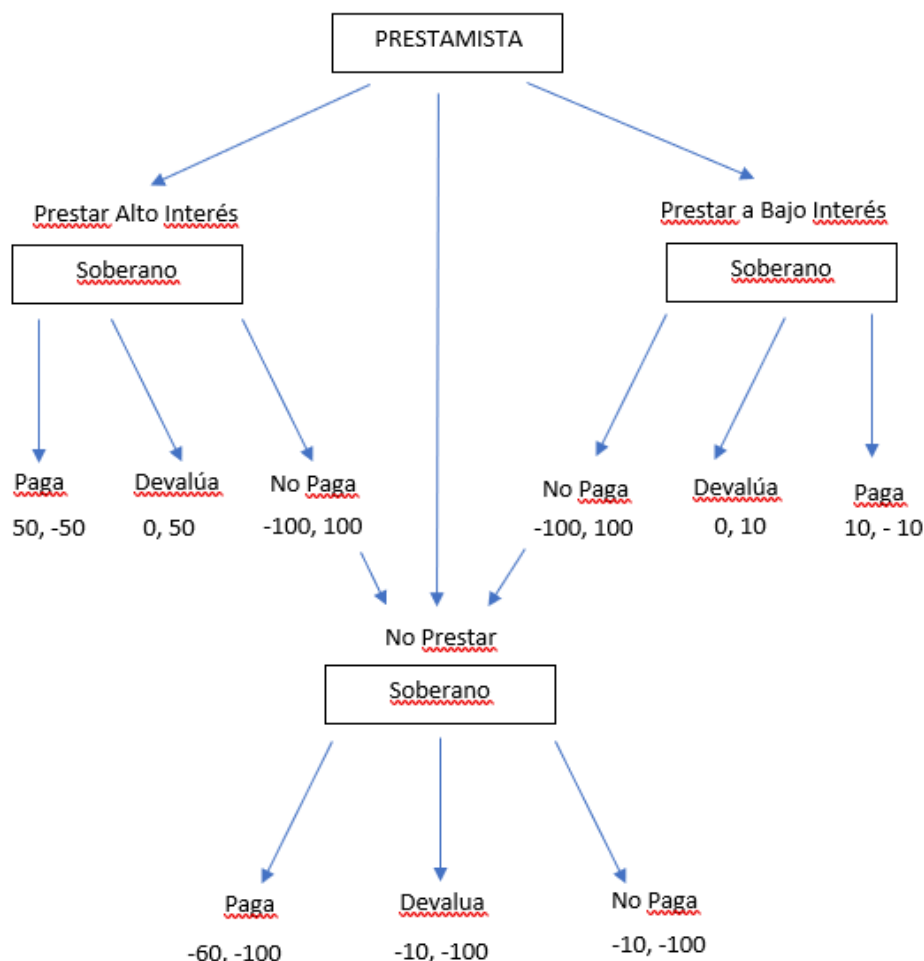 PRESTAMISTA
Prestar Alto Interés
Prestar a Bajo Interés
Soberano
Soberano
Paga
Devalúa
No Paga
No Paga
Devalúa
Paga
50, -50
0, 50
-100, 100
-100, 100
0, 10
10, - 10
No Prestar
Soberano
Paga
Devalua
No Paga
-60, -100
-10, -100
-10, -100